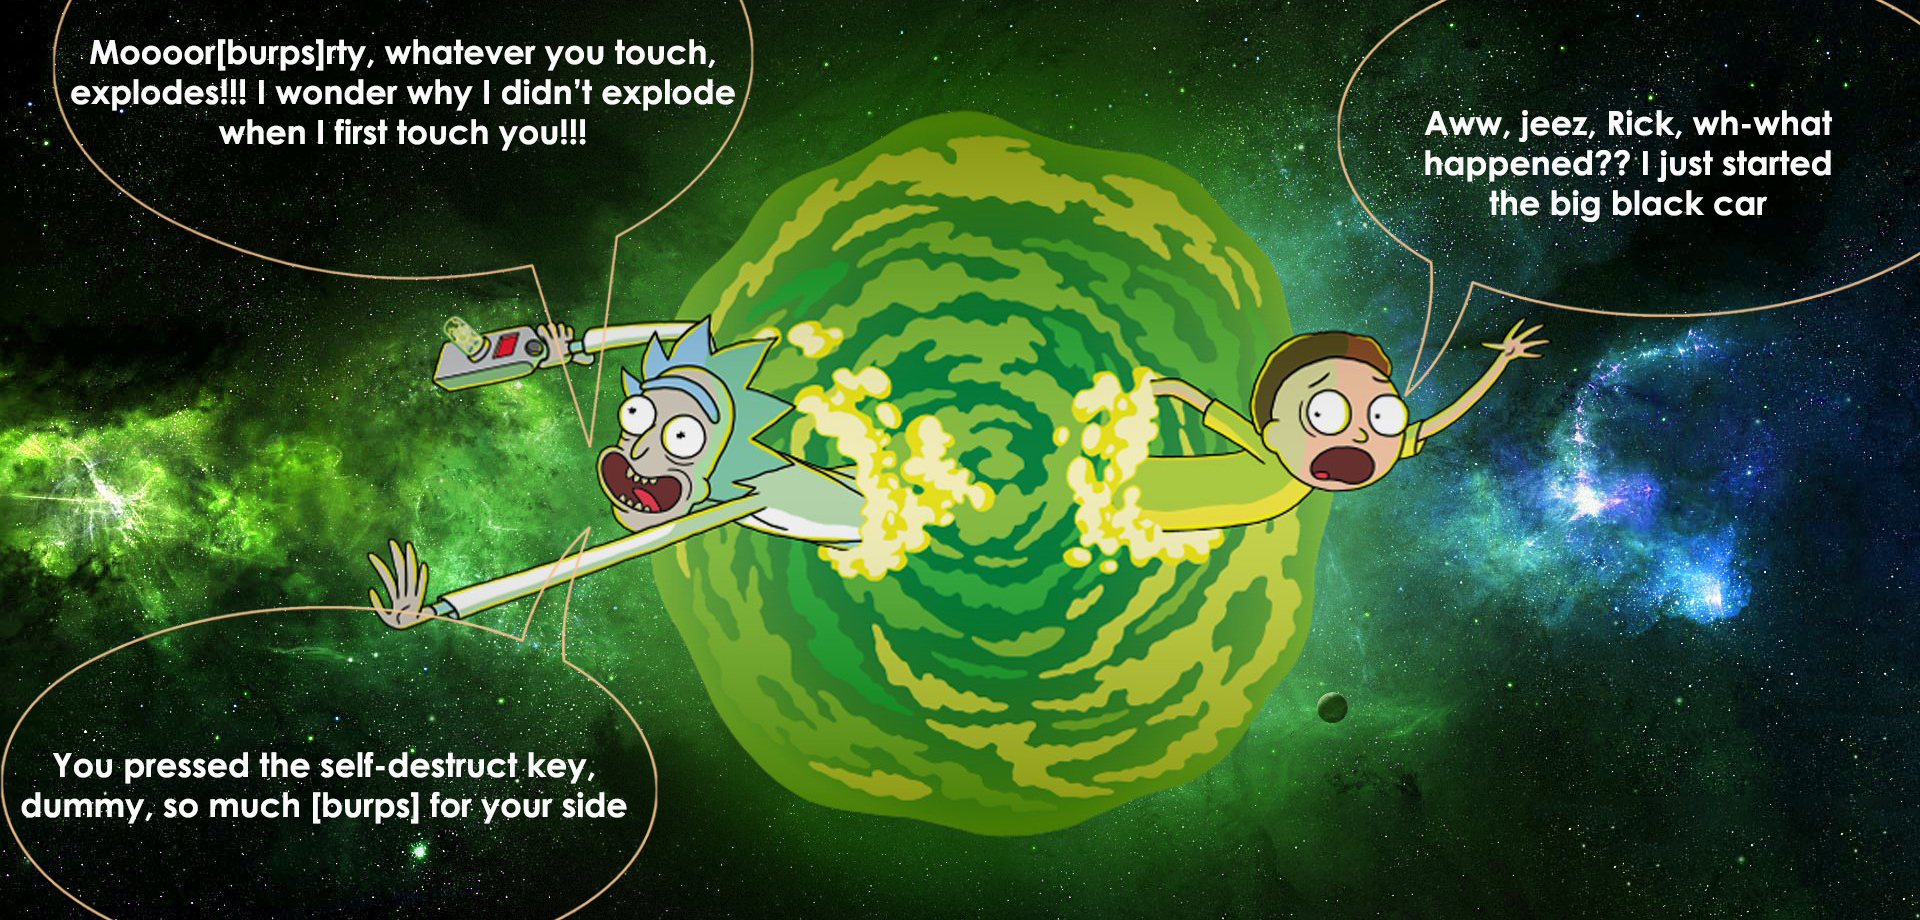 Moooor[burps]rty, whatever you touch,
explodes!!! I wonder why I didn't explode
when I first touch you!!!
Aww, jeez, Rick, wh-what
happened?? I just started
the big black car
You pressed the self-destruct key,
dummy, so much [burps] for your side